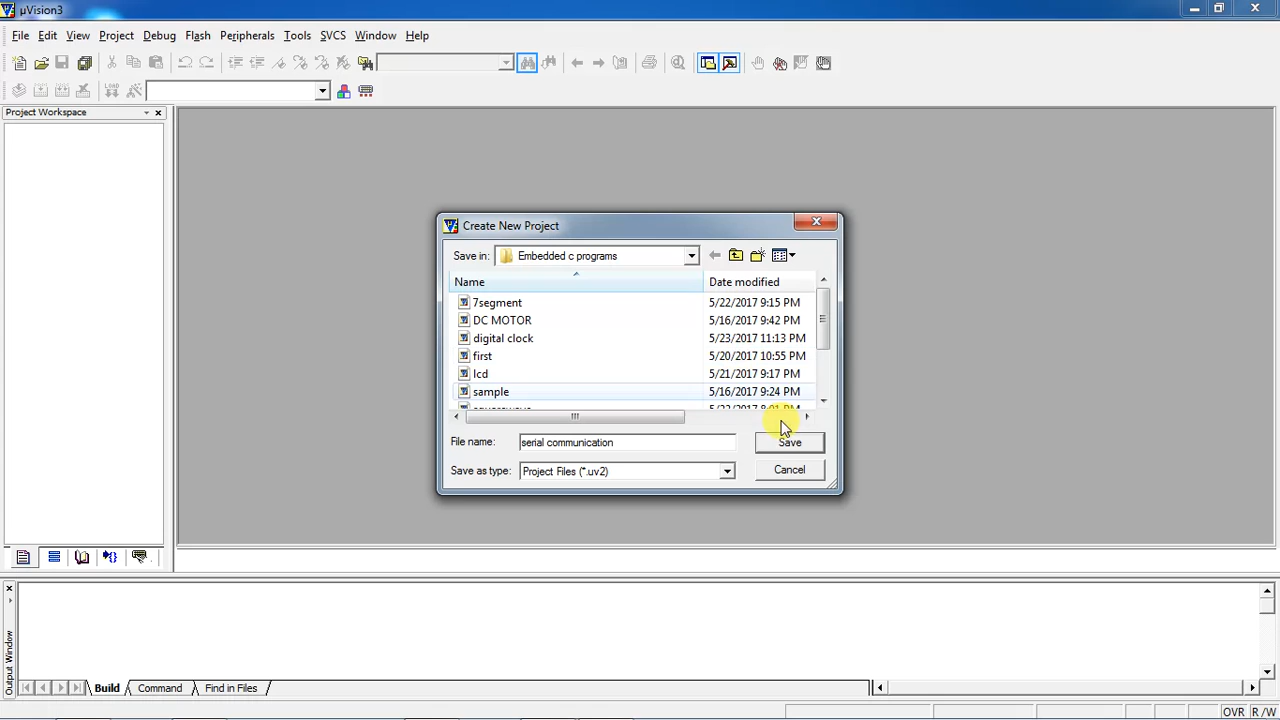 µVision3
File Edit View Project Debug Flash Peripherals Tools SVCS Window Help
LOAD
Project Workspace
Create New Project
Save in: Embedded c programs
Name Date modified
7segment 5/22/2017 9:15 PM
DC MOTOR 5/16/2017 9:42 PM
digital clock 5/23/2017 11:13 PM
first 5/20/2017 10:55 PM
lcd 5/21/2017 9:17 PM
sample 5/16/2017 9:24 PM
File name: serial communication Save
Save as type: Project Files (*.uv2) Cancel
Output Window
Build Command Find in Files
OVR R/W